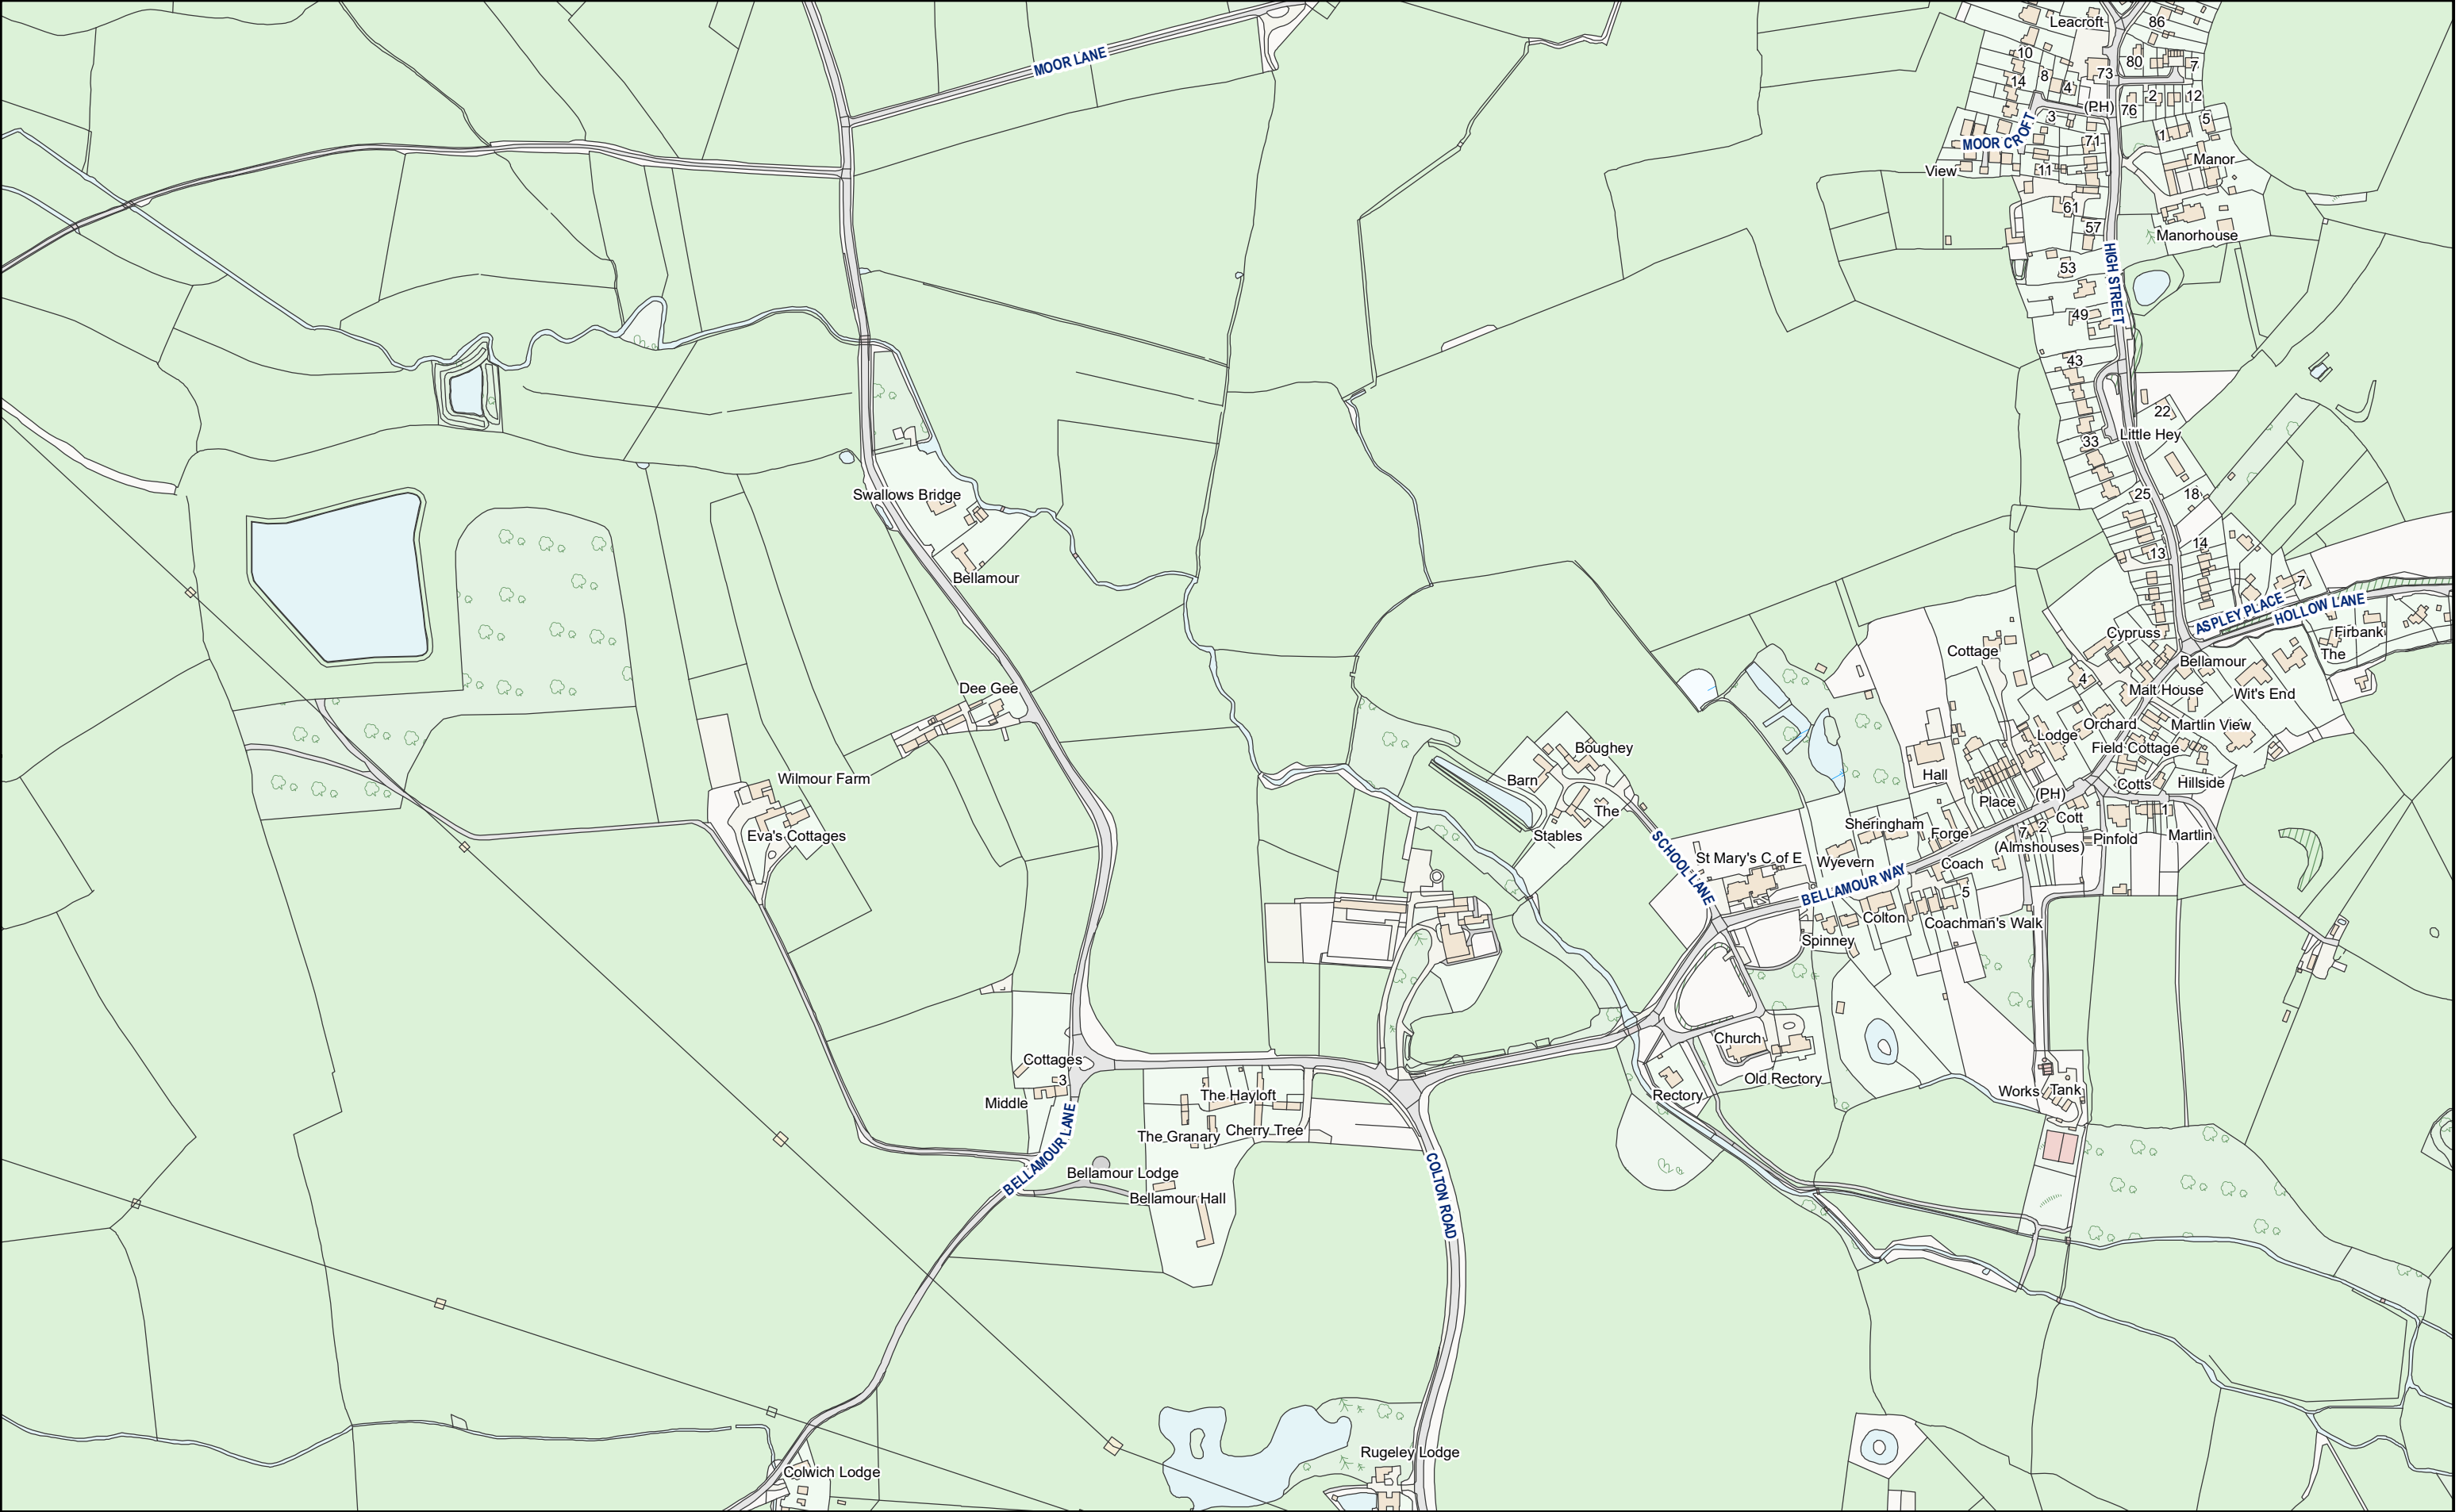 Leacroft
86
MOOR LANE
10
80
7
8
73
14
4
2
12
(PH)
76
3
5
1
MOOR CROFT
71
Manor
View
11
61
57
Manorhouse
HIGH STREET
53
49
43
22
Little Hey
33
Swallows Bridge
25
18
14
13
Bellamour
7
ASPLEY PLACE
HOLLOW LANE
Cypruss
Firbank
Cottage
The
Bellamour
4
Dee Gee
Malt House
Wit's End
Orchard
Martlin View
Lodge
Boughey
Field Cottage
Wilmour Farm
Barn
Hall
Cotts
Hillside
(PH)
Place
The
1
Cott
Sheringham
Eva's Cottages
Stables
Forge
7
2
Pinfold
Martlin
(Almshouses)
SCHOOL LANE
St Mary's C of E
Wyevern
Coach
BELLAMOUR WAY
5
Colton
Coachman's Walk
Spinney
Church
Cottages
3
Old Rectory
Middle
The Hayloft
Rectory
Works
Tank
The Granary
Cherry Tree
BELLAMOUR LANE
Bellamour Lodge
COLTON ROAD
Bellamour Hall
Rugeley Lodge
Colwich Lodge